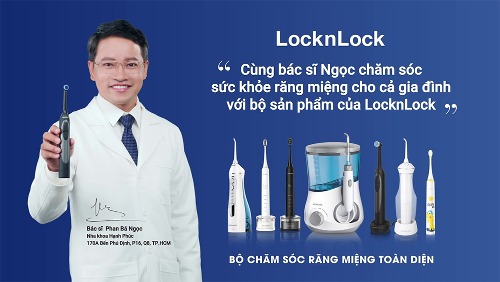 LocknLock
“ Cùng bác sĩ Ngọc chăm sóc
sức khỏe răng miệng cho cả gia đình
với bộ sản phẩm của LocknLock ”
Bác sĩ Phan Bá Ngọc
Nha khoa Hạnh Phúc
170A Bến Phú Định, P16, Q8, TP.HCM
BỘ CHĂM SÓC RĂNG MIỆNG TOÀN DIỆN